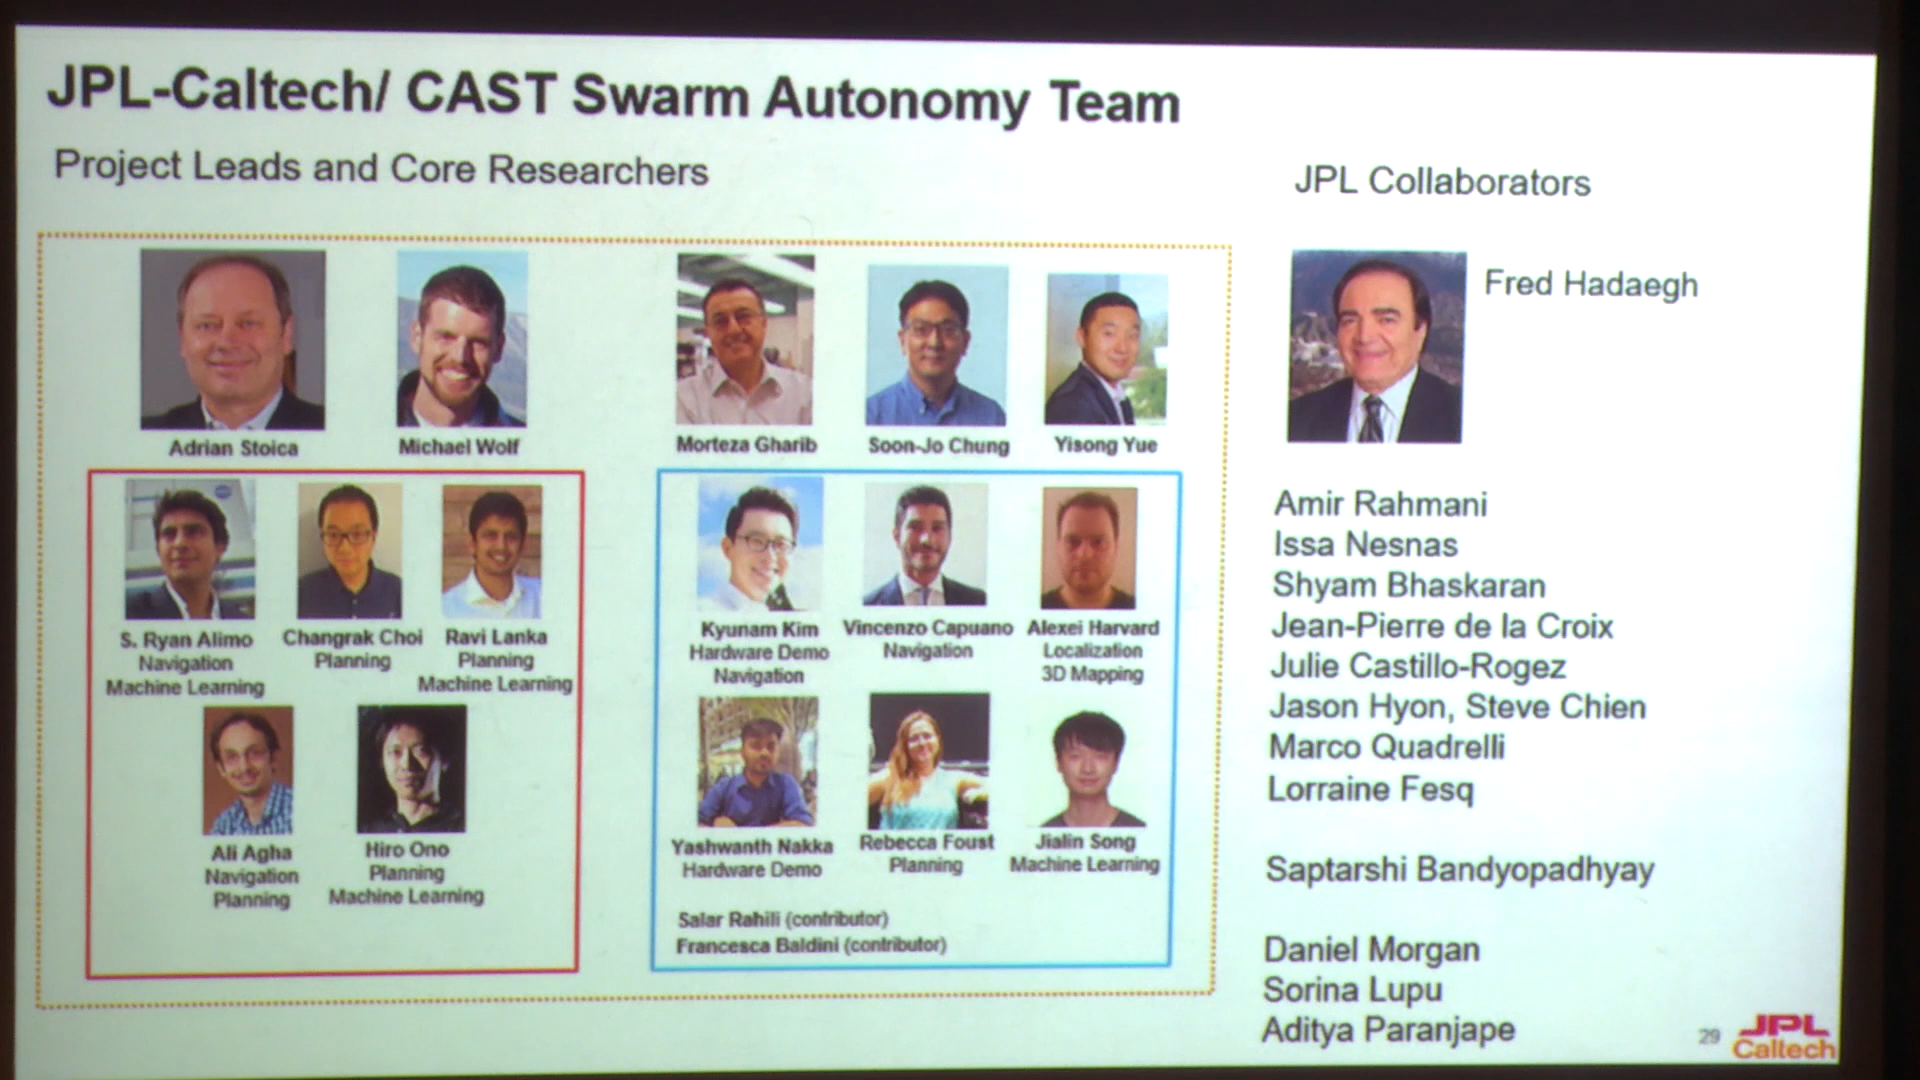 JPL-Caltech/ CAST Swarm Autonomy Team
Project Leads and Core Researchers
Adrian Stoica
Michael Wolf
Morteza Gharib
Soon-Jo Chung
Yisong Yue
S. Ryan Alimo
Navigation
Machine Learning
Changrak Choi
Planning
Ravi Lanka
Planning
Machine Learning
Ali Agha
Navigation
Planning
Hiro Ono
Planning
Machine Learning
Kyunam Kim
Hardware Demo
Navigation
Vincenzo Capuano
Navigation
Alexei Harvard
Localization
3D Mapping
Yashwanth Nakka
Hardware Demo
Rebecca Foust
Planning
Jialin Song
Machine Learning
Salar Rahili (contributor)
Francesca Baldini (contributor)
JPL Collaborators
Fred Hadaegh
Amir Rahmani
Issa Nesnas
Shyam Bhaskaran
Jean-Pierre de la Croix
Julie Castillo-Rogez
Jason Hyon, Steve Chien
Marco Quadrelli
Lorraine Fesq
Saptarshi Bandyopadhyay
Daniel Morgan
Sorina Lupu
Aditya Paranjape
29
JPL
Caltech